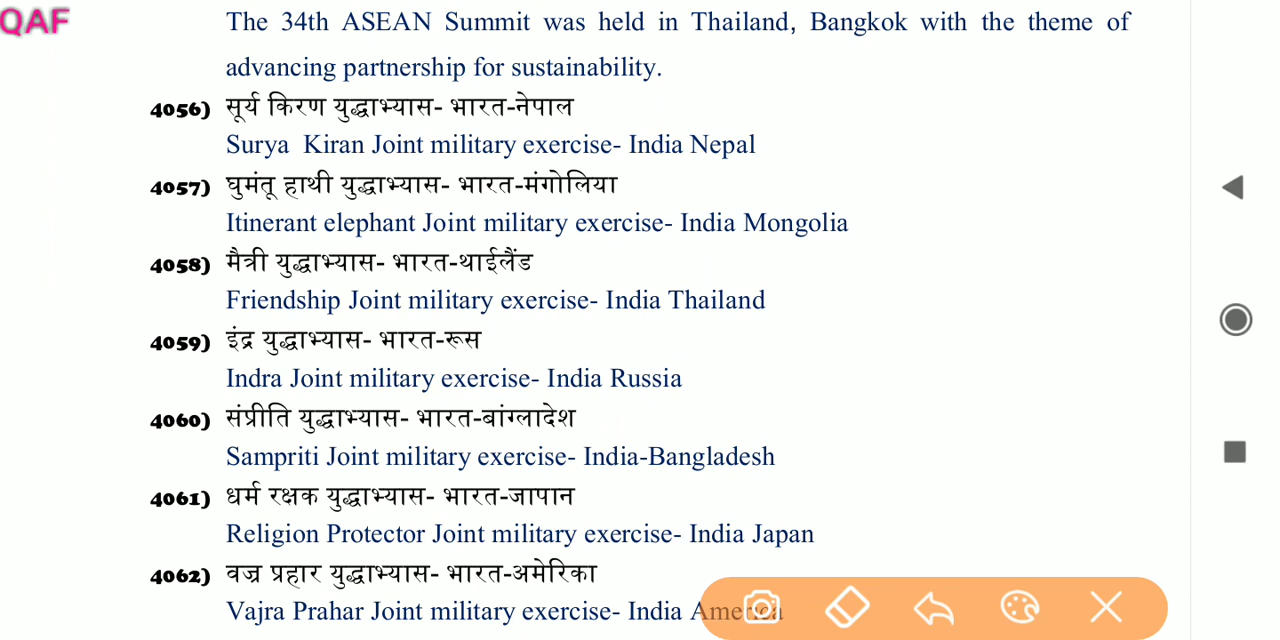 QAF
The 34th ASEAN Summit was held in Thailand, Bangkok with the theme of
advancing partnership for sustainability.
4056) सूर्य किरण युद्धाभ्यास- भारत-नेपाल
Surya Kiran Joint military exercise- India Nepal
4057) घुमंतू हाथी युद्धाभ्यास- भारत-मंगोलिया
Itinerant elephant Joint military exercise- India Mongolia
4058) मैत्री युद्धाभ्यास- भारत-थाईलैंड
Friendship Joint military exercise- India Thailand
4059) इंद्र युद्धाभ्यास- भारत-रूस
Indra Joint military exercise- India Russia
4060) संप्रीति युद्धाभ्यास- भारत-बांग्लादेश
Sampriti Joint military exercise- India-Bangladesh
4061) धर्म रक्षक युद्धाभ्यास- भारत-जापान
Religion Protector Joint military exercise- India Japan
4062) वज्र प्रहार युद्धाभ्यास- भारत-अमेरिका
Vajra Prahar Joint military exercise- India America